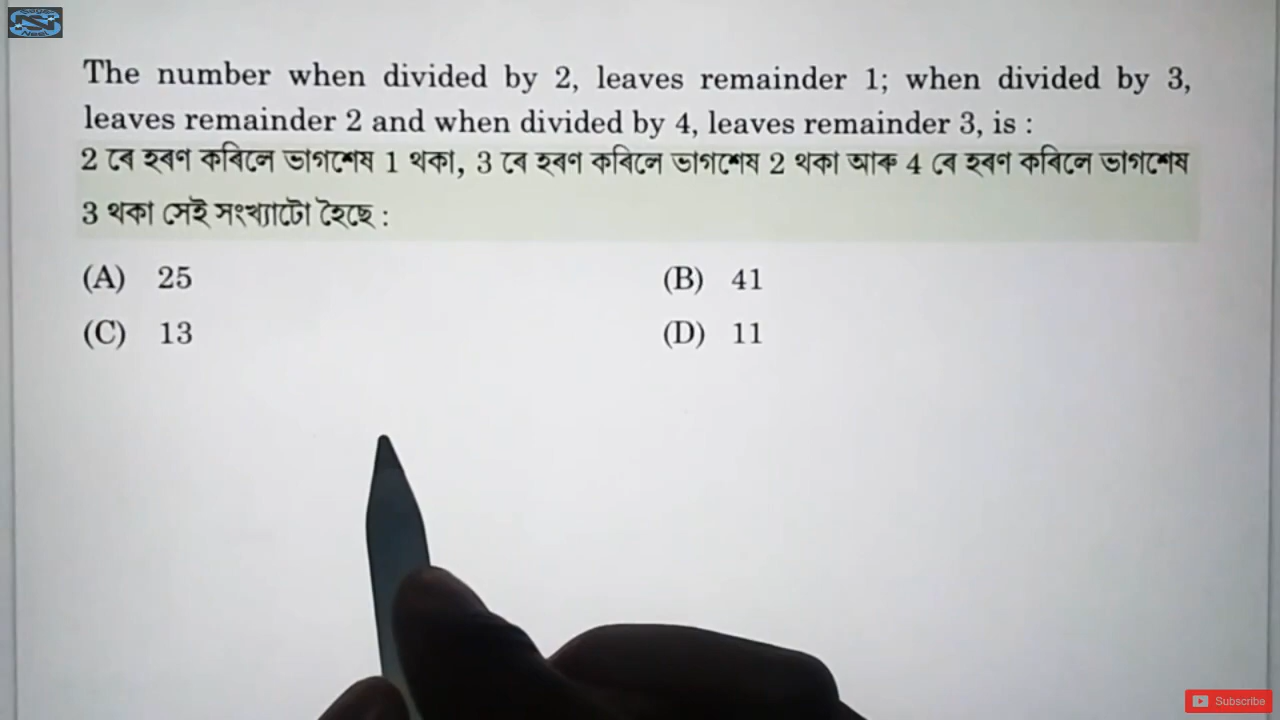 The number when divided by 2, leaves remainder 1; when divided by 3,
leaves remainder 2 and when divided by 4, leaves remainder 3, is :
2 ৰে হৰণ কৰিলে ভাগশেষ 1 থকা, 3 ৰে হৰণ কৰিলে ভাগশেষ 2 থকা আৰু 4 ৰে হৰণ কৰিলে ভাগশেষ
3 থকা সেই সংখ্যাটো হৈছে :
(A) 25 (B) 41
(C) 13 (D) 11
Subscribe